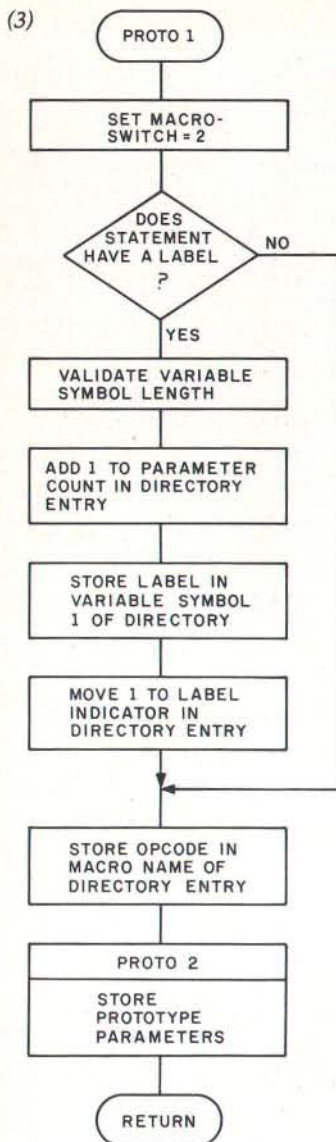 (3)
PROTO 1
SET MACRO-
SWITCH = 2
DOES
STATEMENT
HAVE A LABEL
?
NO
YES
VALIDATE VARIABLE
SYMBOL LENGTH
ADD 1 TO PARAMETER
COUNT IN DIRECTORY
ENTRY
STORE LABEL IN
VARIABLE SYMBOL
1 OF DIRECTORY
MOVE 1 TO LABEL
INDICATOR IN
DIRECTORY ENTRY
STORE OPCODE IN
MACRO NAME OF
DIRECTORY ENTRY
PROTO 2
STORE
PROTOTYPE
PARAMETERS
RETURN